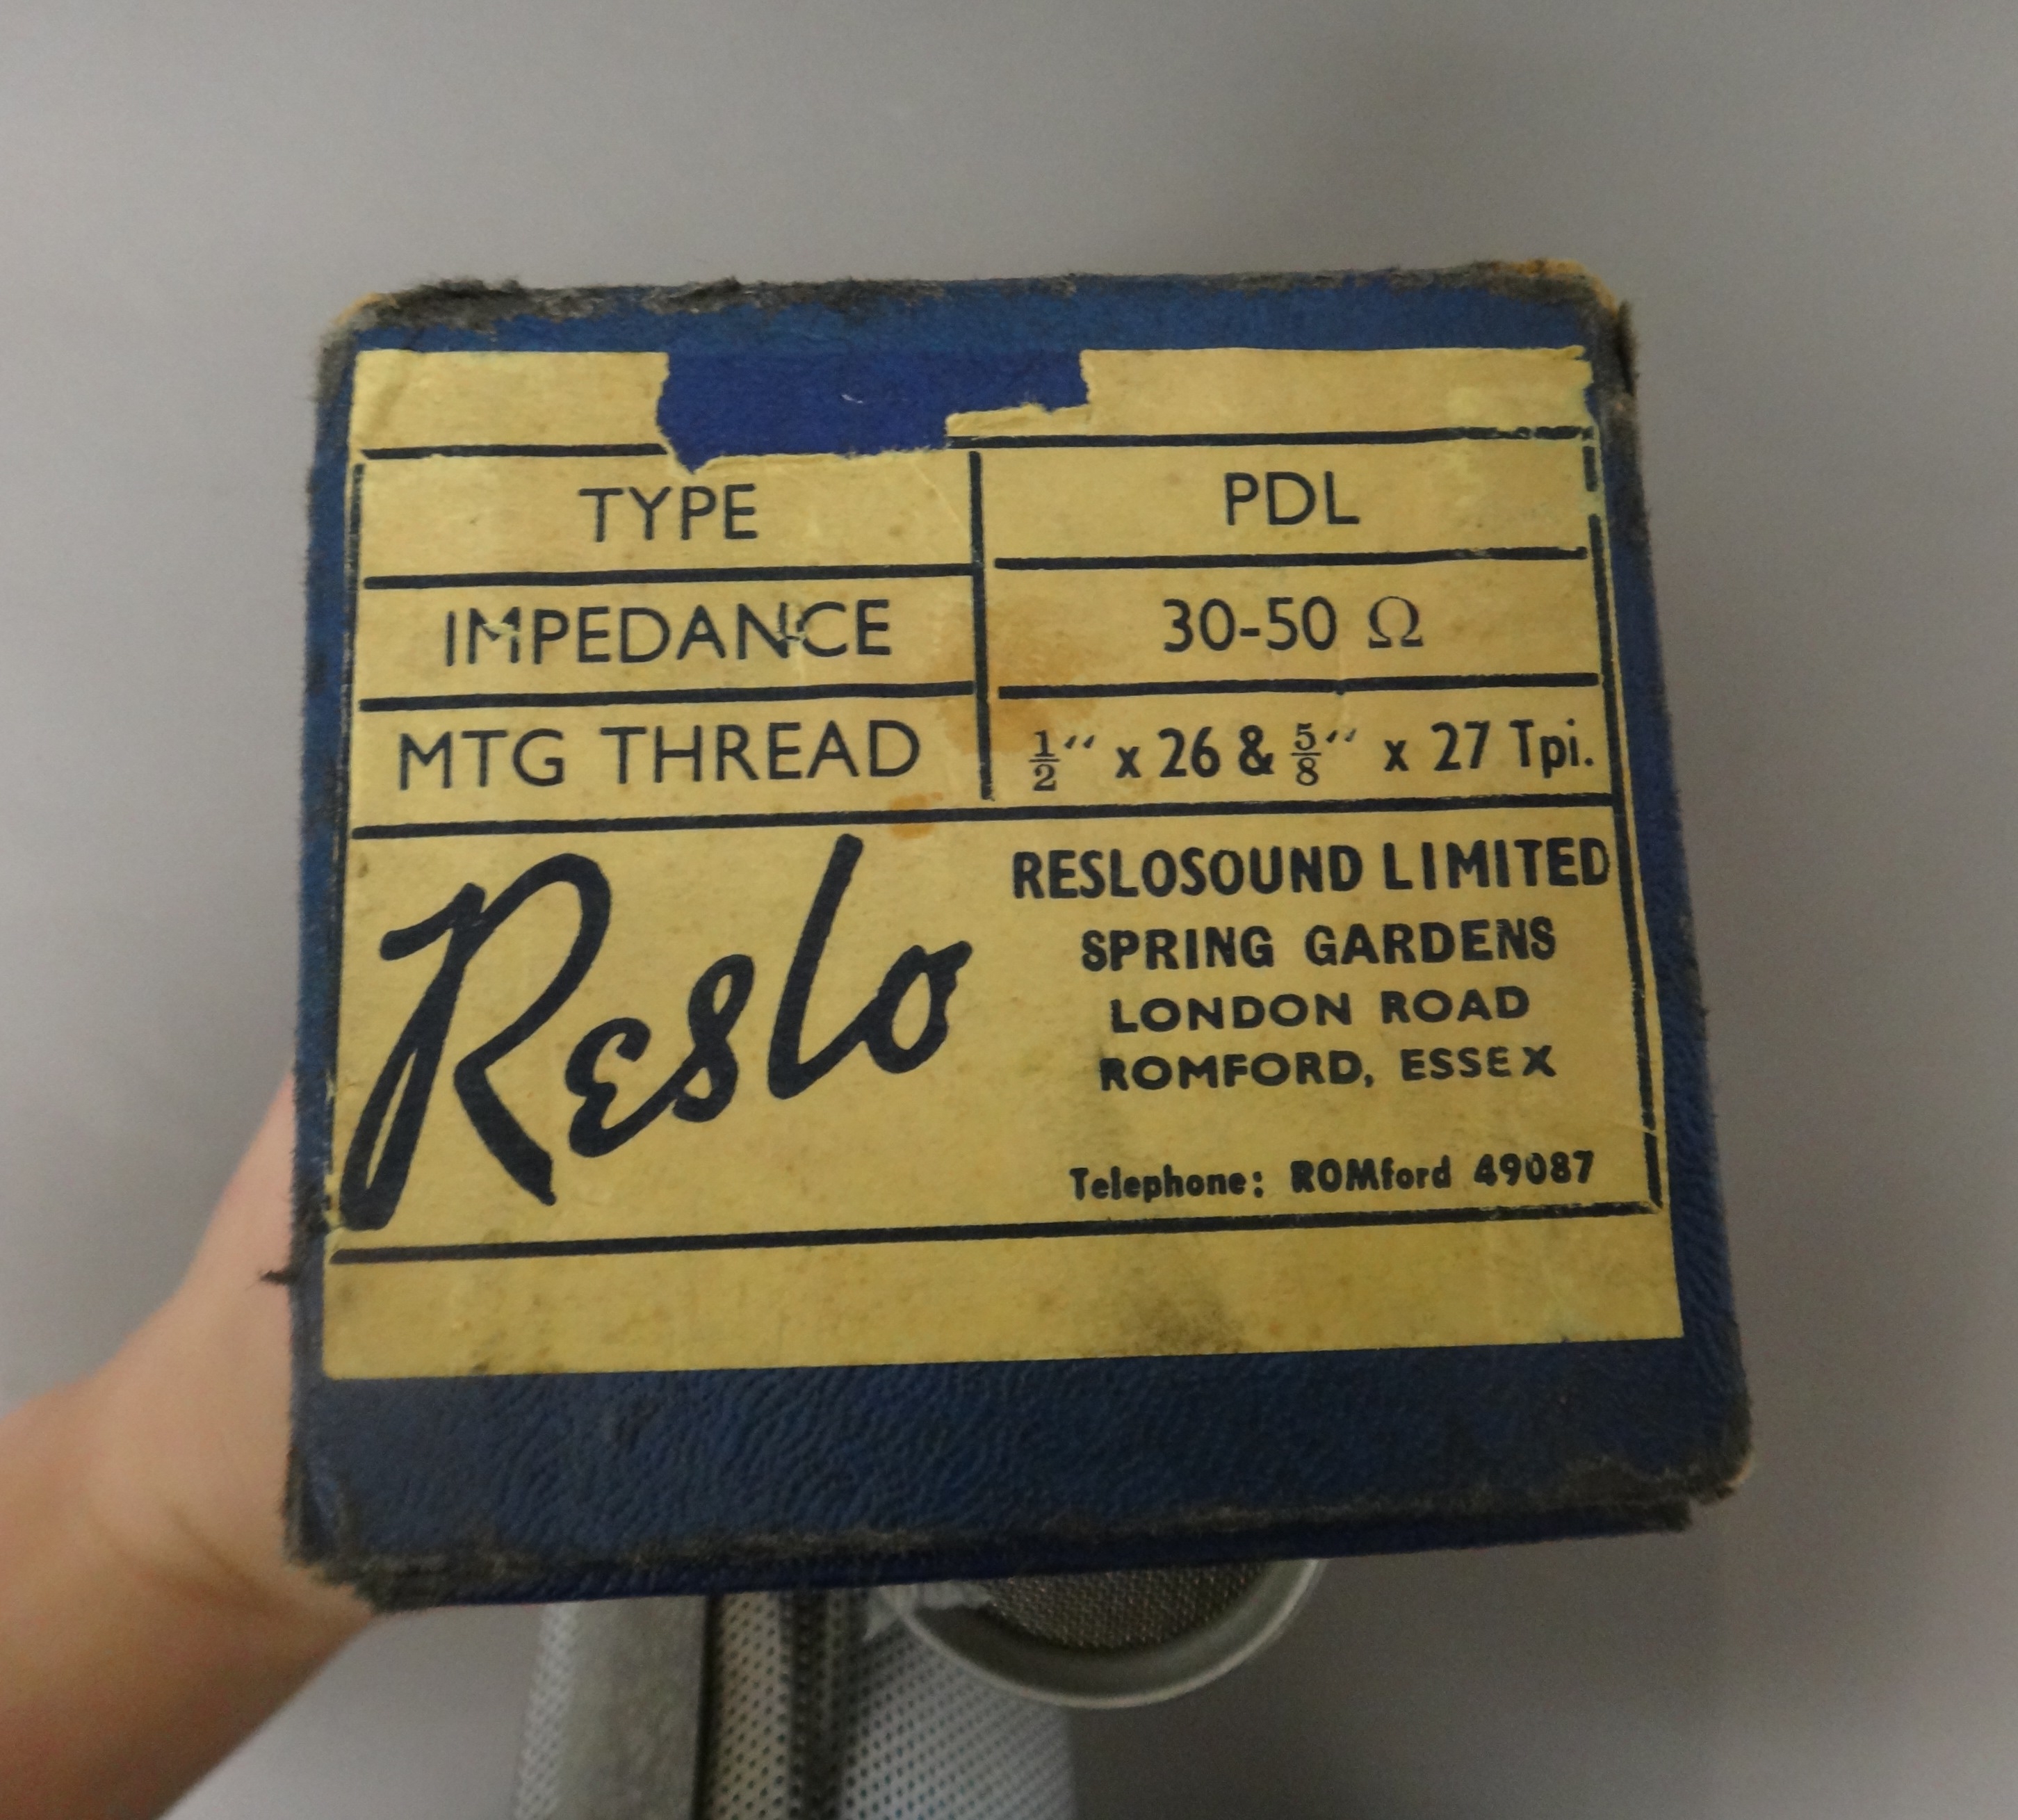 TYPE PDL
IMPEDANCE 30-50 Ω
MTG THREAD ½″ x 26 & ⅝″ x 27 Tpi.
Reslo
RESLOSOUND LIMITED
SPRING GARDENS
LONDON ROAD
ROMFORD, ESSEX
Telephone: ROMford 49087